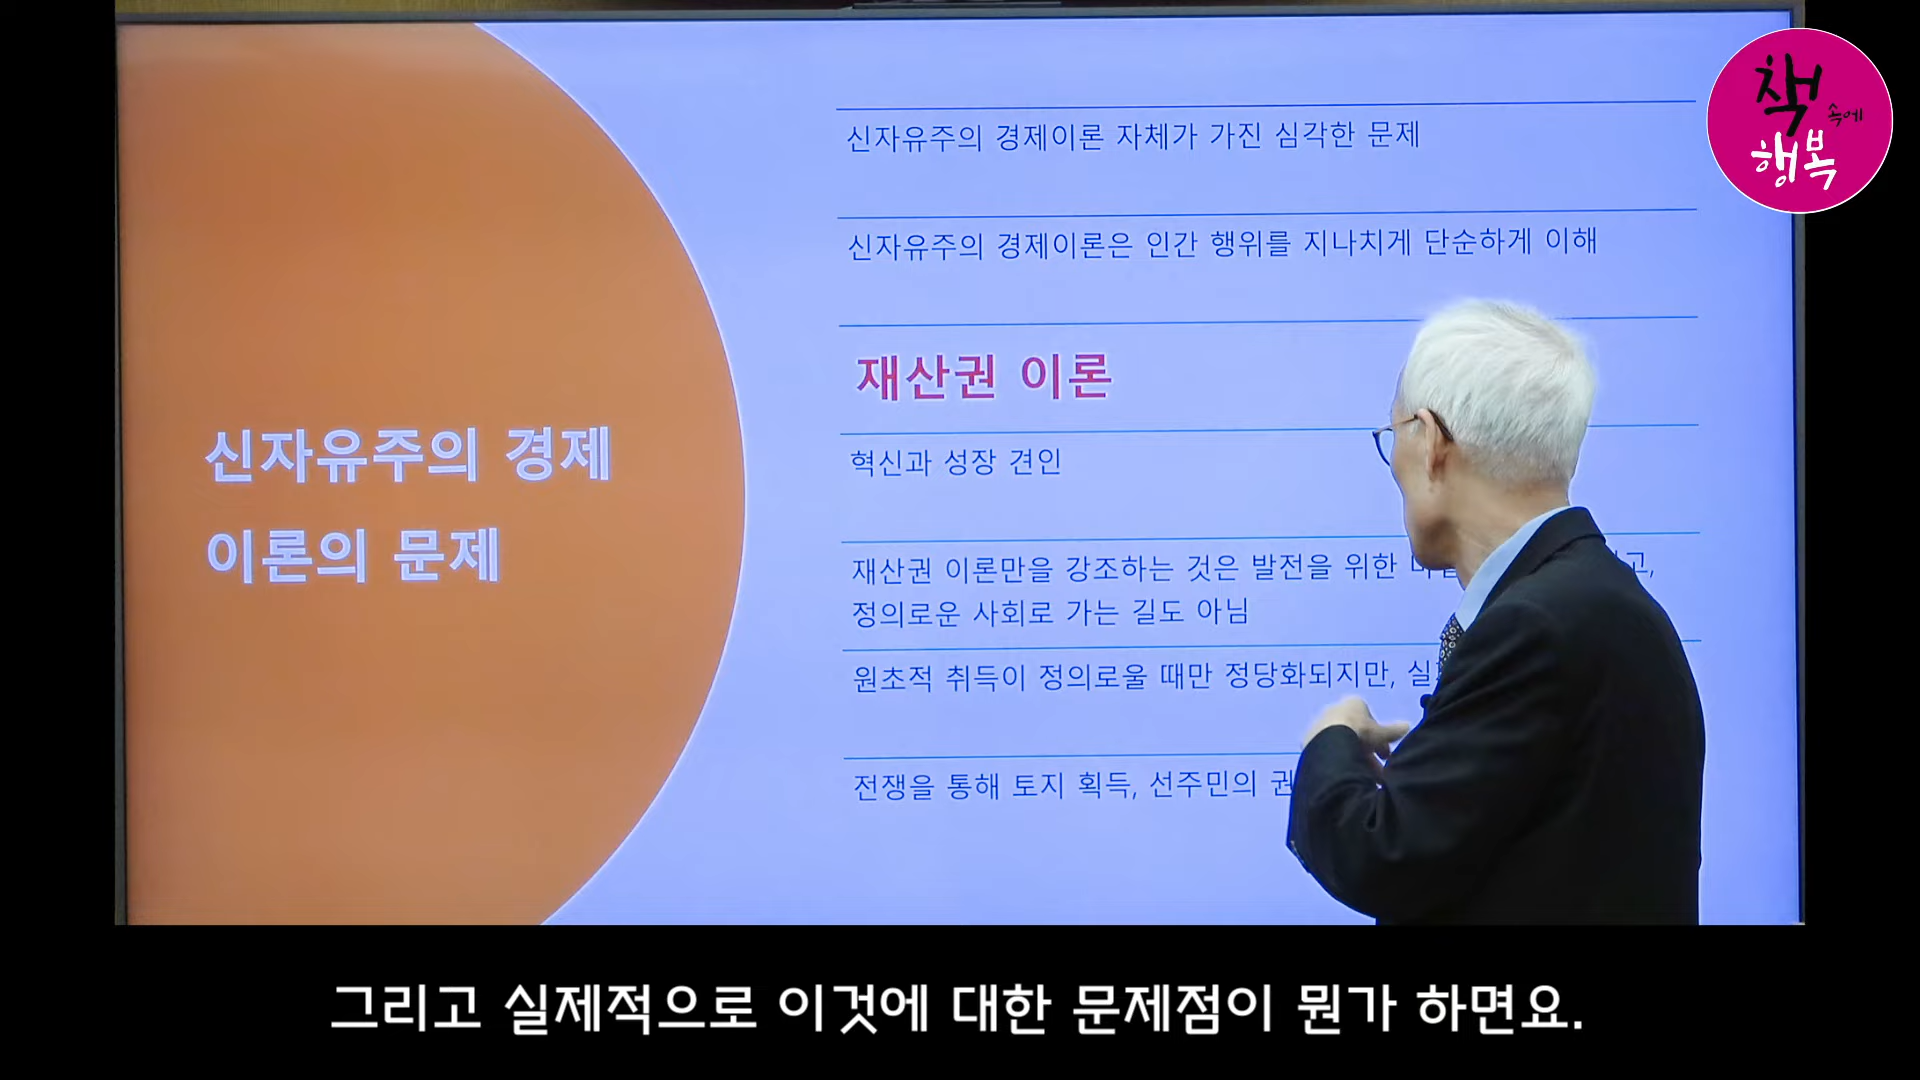 신자유주의 경제
이론의 문제
신자유주의 경제이론 자체가 가진 심각한 문제
신자유주의 경제이론은 인간 행위를 지나치게 단순하게 이해
재산권 이론
혁신과 성장 견인
재산권 이론만을 강조하는 것은 발전을 위한
정의로운 사회로 가는 길도 아님
원초적 취득이 정의로울 때만 정당화되지만,
전쟁을 통해 토지 획득, 선주민의
책
속에
행복
그리고 실제적으로 이것에 대한 문제점이 뭔가 하면요.